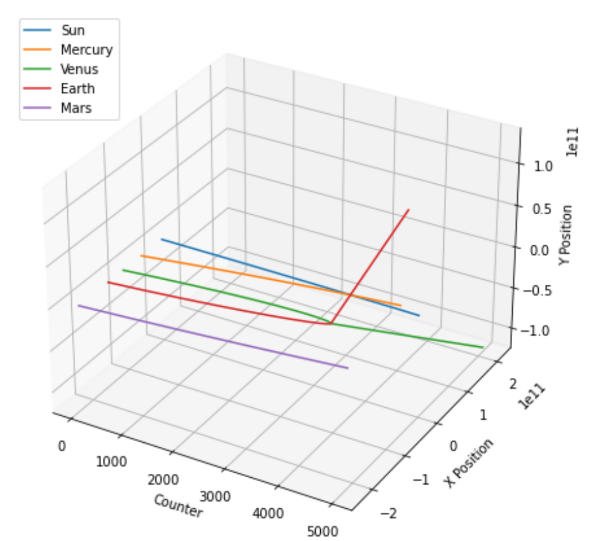 Sun
Mercury
Venus
Earth
Mars
1e11
1.0
0.5
0.0
−0.5
−1.0
Y Position
2
1
0
−1
−2
1e11
X Position
0
1000
2000
3000
4000
5000
Counter